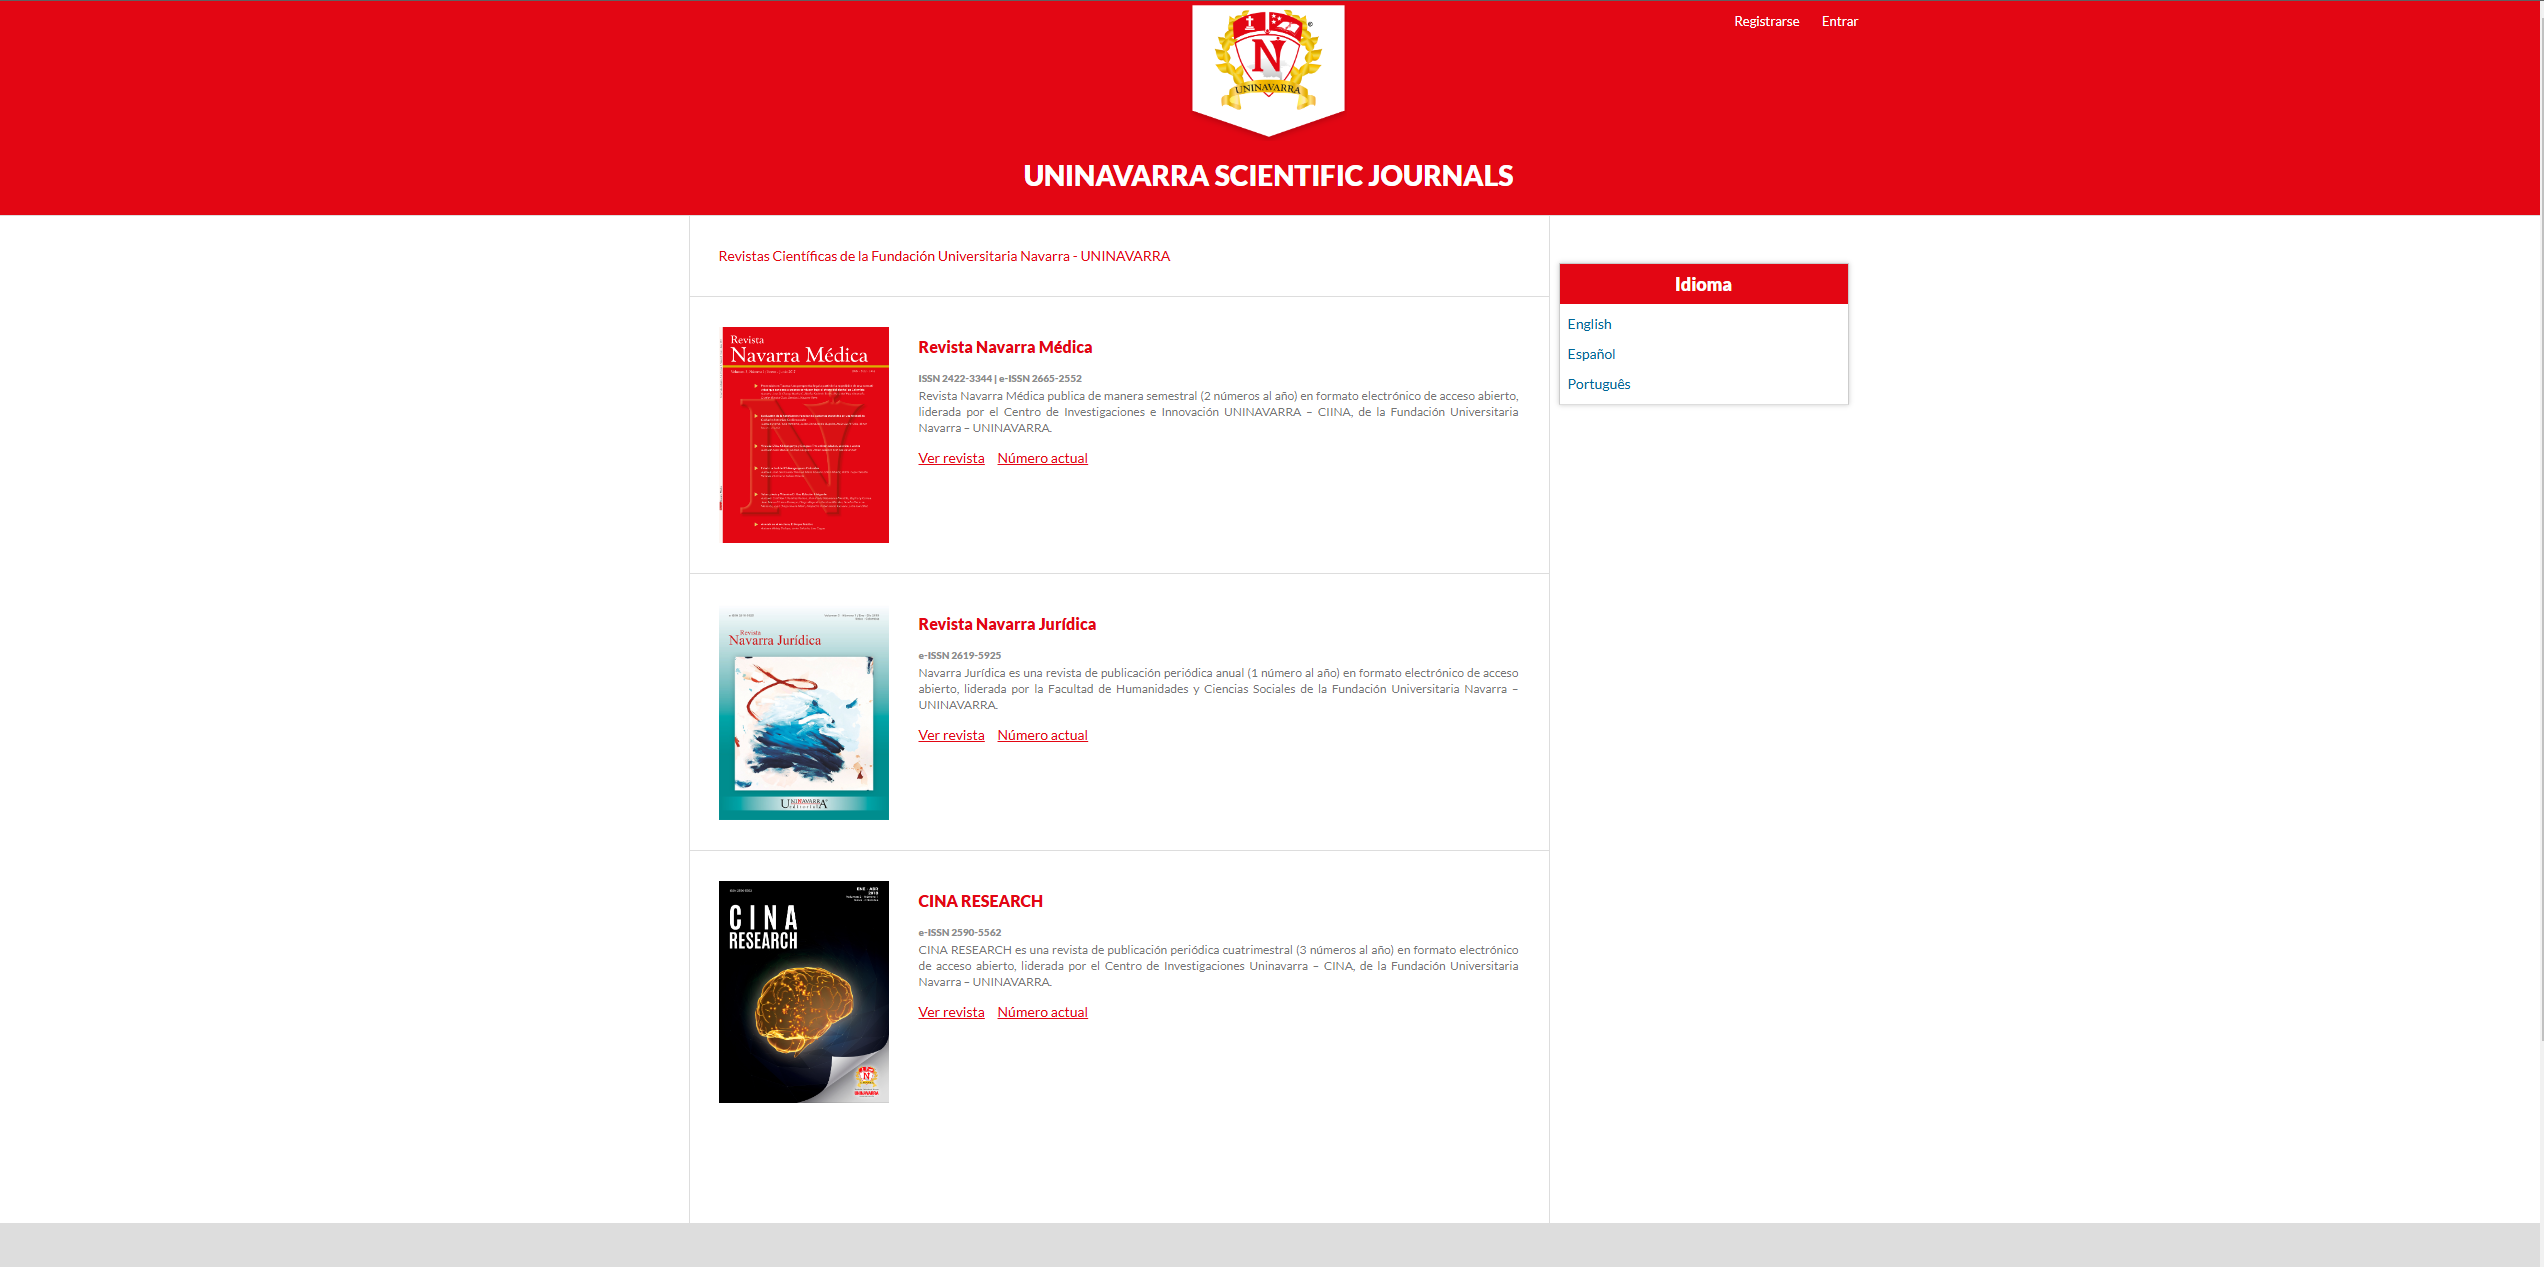 Registrarse Entrar
UNINAVARRA
UNINAVARRA SCIENTIFIC JOURNALS
Revistas Científicas de la Fundación Universitaria Navarra - UNINAVARRA
Idioma
English
Español
Português
Revista
Navarra Médica
Revista Navarra Médica
ISSN 2422-3344 | e-ISSN 2665-2552
Revista Navarra Médica publica de manera semestral (2 números al año) en formato electrónico de acceso abierto,
liderada por el Centro de Investigaciones e Innovación UNINAVARRA – CIINA, de la Fundación Universitaria
Navarra – UNINAVARRA.
Ver revista Número actual
Revista
Navarra Jurídica
UNINAVARRA
editorial
Revista Navarra Jurídica
e-ISSN 2619-5925
Navarra Jurídica es una revista de publicación periódica anual (1 número al año) en formato electrónico de acceso
abierto, liderada por la Facultad de Humanidades y Ciencias Sociales de la Fundación Universitaria Navarra –
UNINAVARRA.
Ver revista Número actual
ENE - ABR
2018
CINA
RESEARCH
UNINAVARRA
CINA RESEARCH
e-ISSN 2590-5562
CINA RESEARCH es una revista de publicación periódica cuatrimestral (3 números al año) en formato electrónico
de acceso abierto, liderada por el Centro de Investigaciones Uninavarra – CINA, de la Fundación Universitaria
Navarra – UNINAVARRA.
Ver revista Número actual